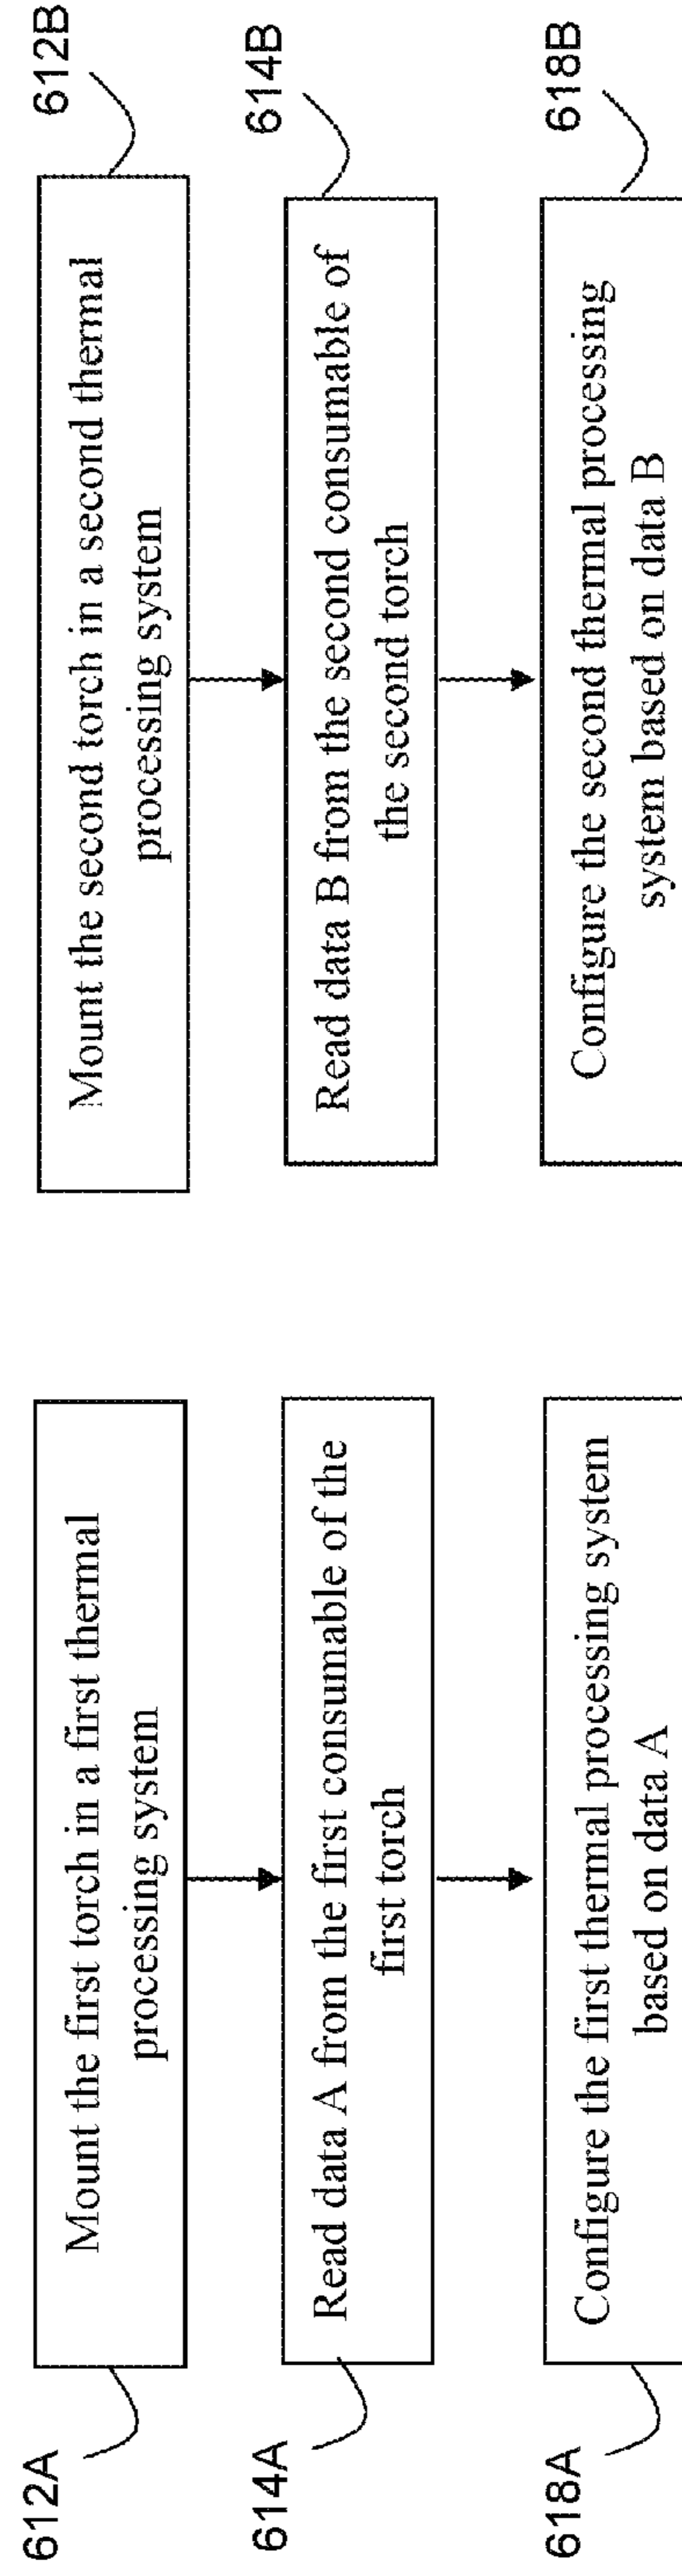 612A
Mount the first torch in a first thermal
processing system
614A
Read data A from the first consumable of the
first torch
618A
Configure the first thermal processing system
based on data A
612B
Mount the second torch in a second thermal
processing system
614B
Read data B from the second consumable of
the second torch
618B
Configure the second thermal processing
system based on data B